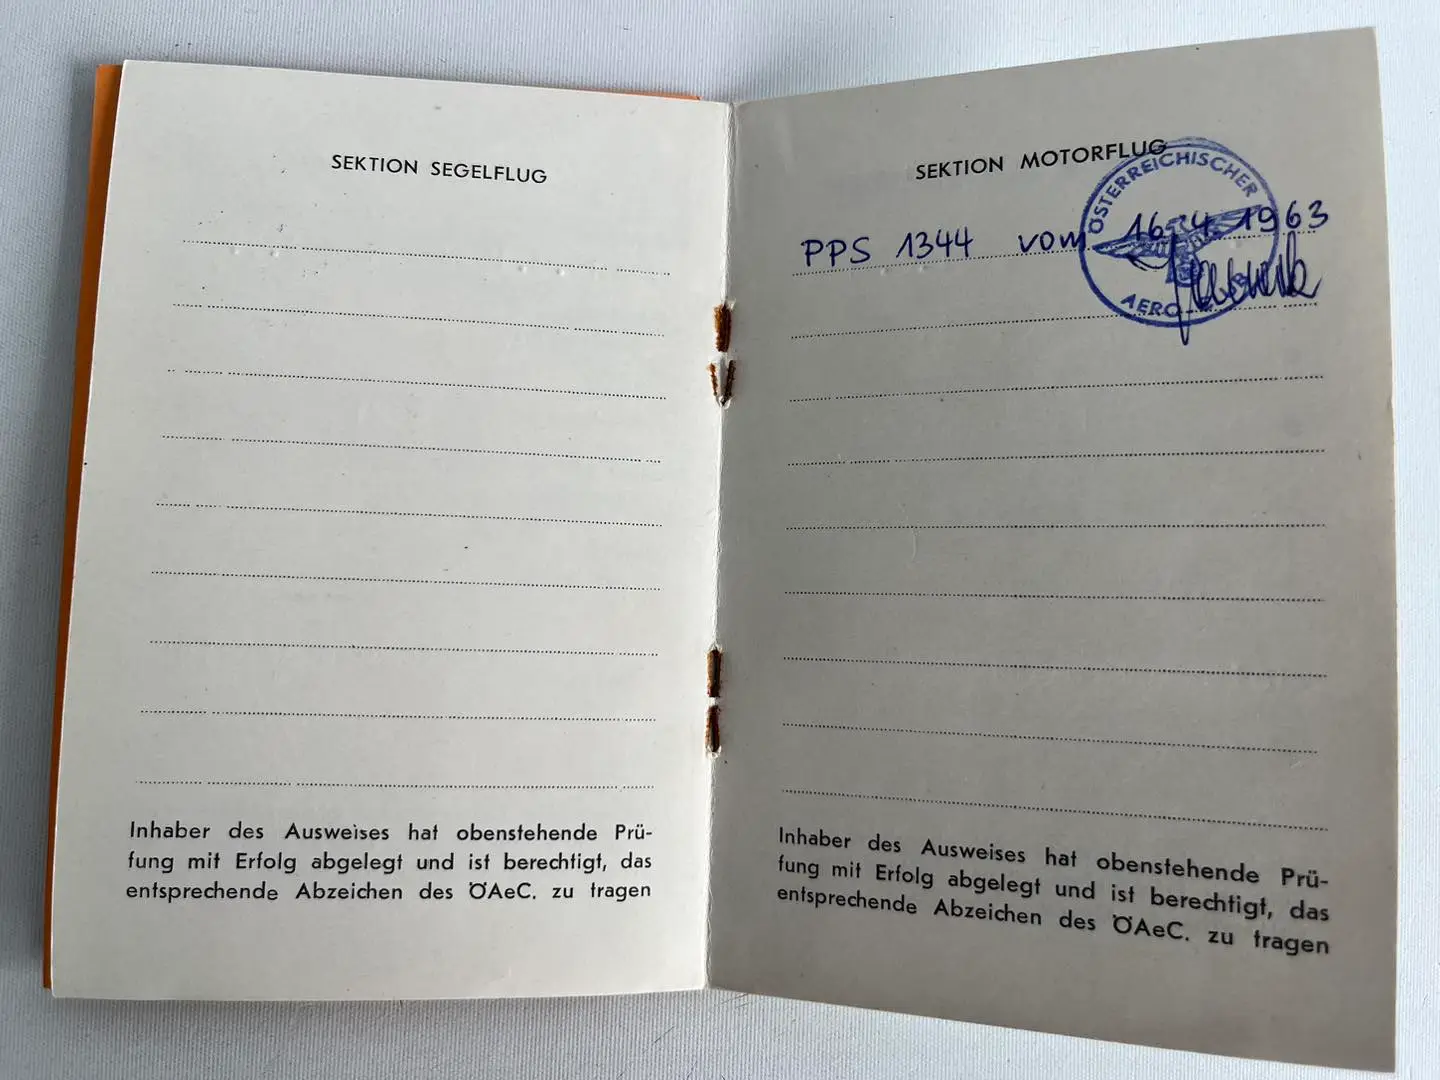 SEKTION SEGELFLUG
Inhaber des Ausweises hat obenstehende Prü-
fung mit Erfolg abgelegt und ist berechtigt, das
entsprechende Abzeichen des ÖAeC. zu tragen
SEKTION MOTORFLUG
ÖSTERREICHISCHER
AERO
PPS 1344 vom 16.4.1963
Inhaber des Ausweises hat obenstehende Prü-
fung mit Erfolg abgelegt und ist berechtigt, das
entsprechende Abzeichen des ÖAeC. zu tragen